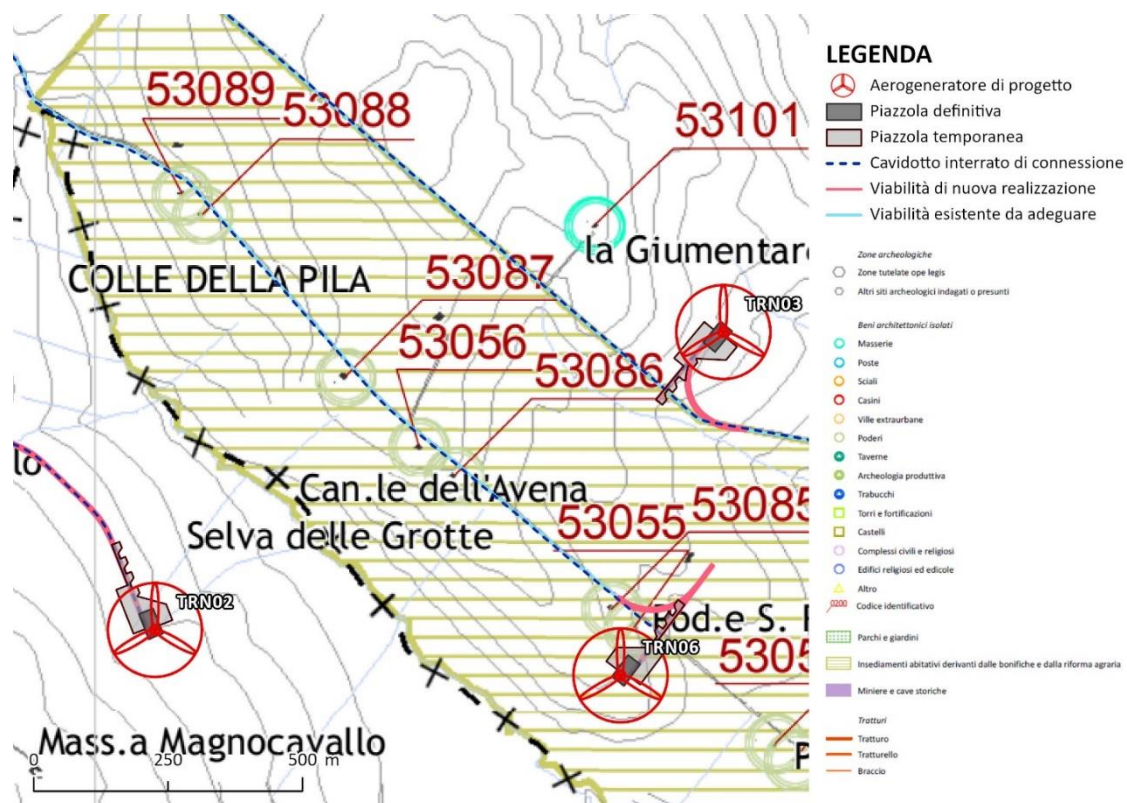 53089
53088
53101
la Giumentare
COLLE DELLA PILA
53087
TRN03
53056
53086
lo
Can.le dell'Avena
Selva delle Grotte
53055
53085
TRN02
Pod.e S. F
TRN06
5305
Mass.a Magnocavallo
P
0
250
500 m
LEGENDA
Aerogeneratore di progetto
Piazzola definitiva
Piazzola temporanea
Cavidotto interrato di connessione
Viabilità di nuova realizzazione
Viabilità esistente da adeguare
Zone archeologiche
Zone tutelate ope legis
Altri siti archeologici indagati o presunti
Beni architettonici isolati
Masserie
Poste
Sciali
Casini
Ville extraurbane
Poderi
Taverne
Archeologia produttiva
Trabucchi
Torri e fortificazioni
Castelli
Complessi civili e religiosi
Edifici religiosi ed edicole
Altro
0200 Codice identificativo
Parchi e giardini
Insediamenti abitativi derivanti dalle bonifiche e dalla riforma agraria
Miniere e cave storiche
Tratturi
Tratturo
Tratturello
Braccio